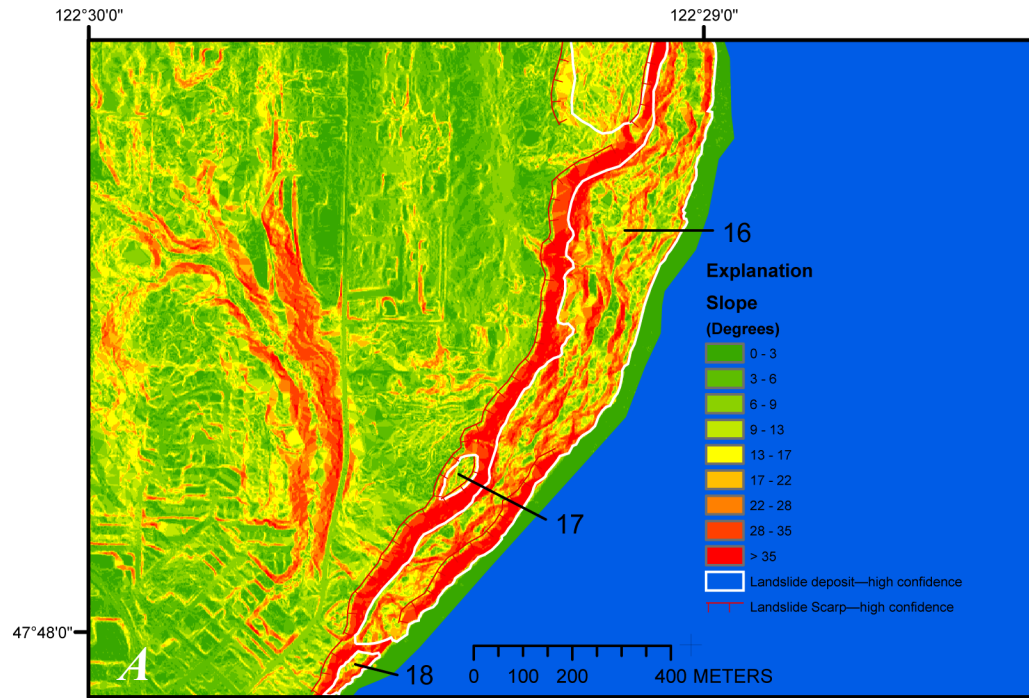 122°30'0"
122°29'0"
16
Explanation
Slope
(Degrees)
0 - 3
3 - 6
6 - 9
9 - 13
13 - 17
17 - 22
22 - 28
28 - 35
> 35
17
Landslide deposit—high confidence
Landslide Scarp—high confidence
47°48'0"
A
18
0 100 200 400 METERS